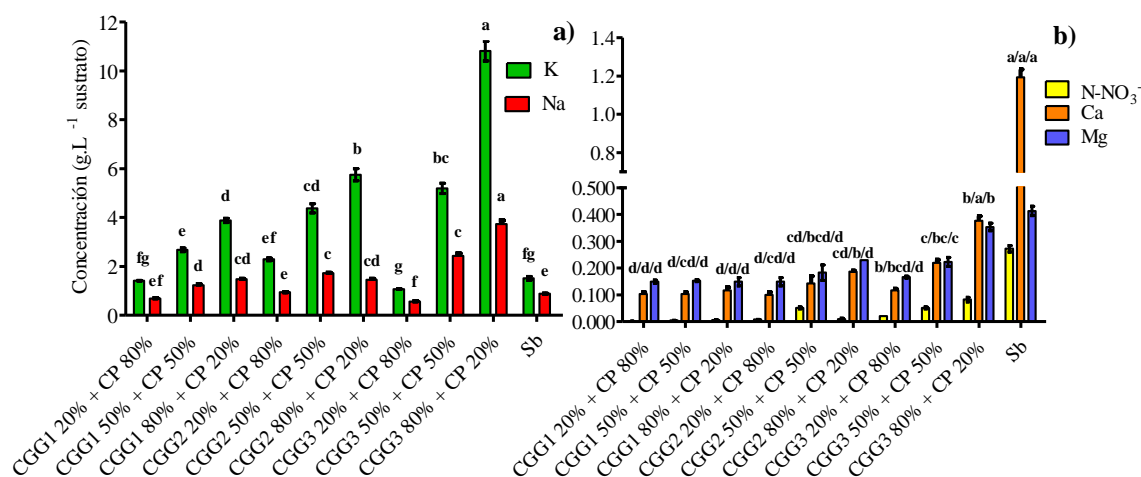 a)
Concentración (g.L ⁻¹ sustrato)
12
10
8
6
4
2
0
K
Na
fg
ef
e
d
d
cd
ef
e
cd
c
b
cd
g
f
bc
c
a
a
fg
e
CGG1 20% + CP 80%
CGG1 50% + CP 50%
CGG1 80% + CP 20%
CGG2 20% + CP 80%
CGG2 50% + CP 50%
CGG2 80% + CP 20%
CGG3 20% + CP 80%
CGG3 50% + CP 50%
CGG3 80% + CP 20%
Sb
b)
1.4
1.2
1.0
0.8
0.6
0.500
0.400
0.300
0.200
0.100
0.000
N-NO₃⁻
Ca
Mg
d/d/d
d/cd/d
d/d/d
d/cd/d
cd/bcd/d
cd/b/d
b/bcd/d
c/bc/c
b/a/b
a/a/a
CGG1 20% + CP 80%
CGG1 50% + CP 50%
CGG1 80% + CP 20%
CGG2 20% + CP 80%
CGG2 50% + CP 50%
CGG2 80% + CP 20%
CGG3 20% + CP 80%
CGG3 50% + CP 50%
CGG3 80% + CP 20%
Sb